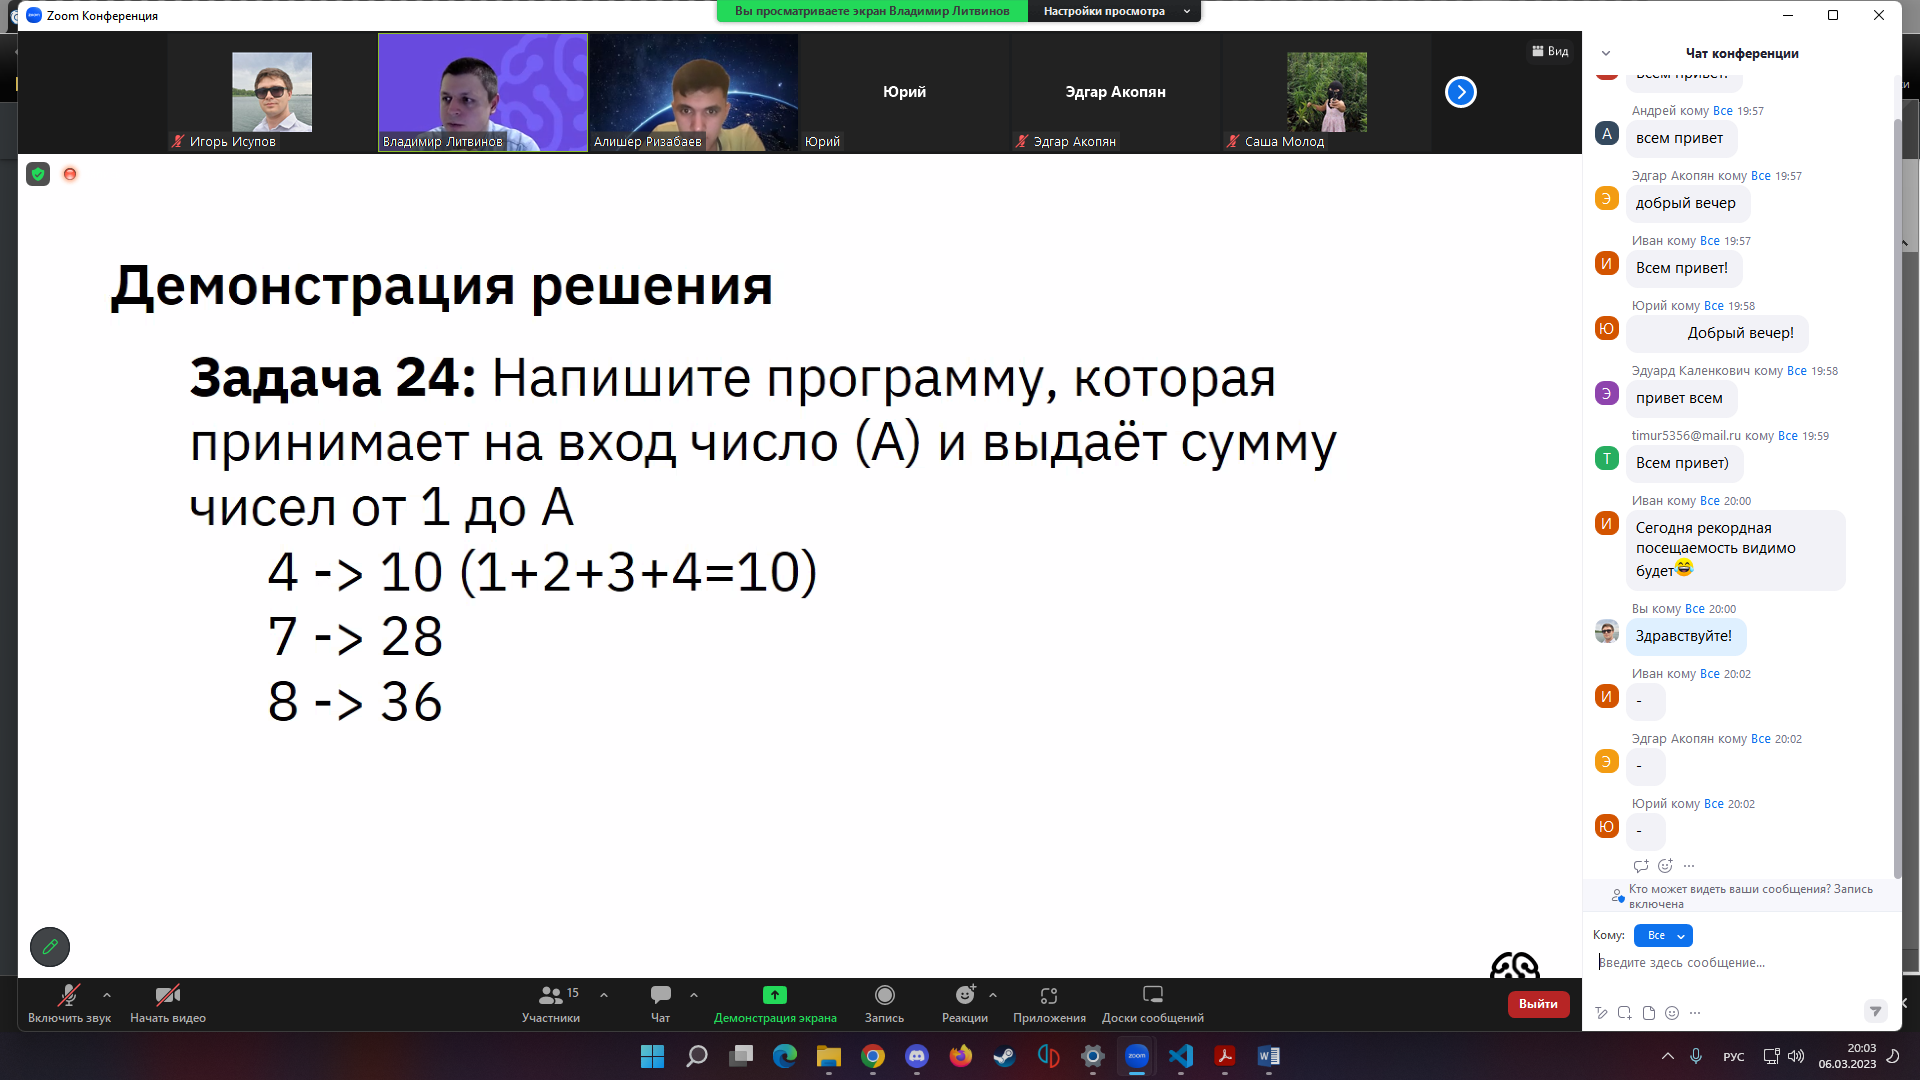 Zoom Конференция
Вы просматриваете экран Владимир Литвинов
Настройки просмотра
Вид
Игорь Исупов
Владимир Литвинов
Алишер Ризабаев
Юрий
Юрий
Эдгар Акопян
Эдгар Акопян
Саша Молод
Демонстрация решения
Задача 24: Напишите программу, которая
принимает на вход число (А) и выдаёт сумму
чисел от 1 до А
4 -> 10 (1+2+3+4=10)
7 -> 28
8 -> 36
Чат конференции
Всем привет!
Андрей кому Все 19:57
А
всем привет
Эдгар Акопян кому Все 19:57
Э
добрый вечер
Иван кому Все 19:57
И
Всем привет!
Юрий кому Все 19:58
Ю
Добрый вечер!
Эдуард Каленкович кому Все 19:58
Э
привет всем
timur5356@mail.ru кому Все 19:59
T
Всем привет)
Иван кому Все 20:00
И
Сегодня рекордная
посещаемость видимо
будет😂
Вы кому Все 20:00
Здравствуйте!
Иван кому Все 20:02
И
-
Эдгар Акопян кому Все 20:02
Э
-
Юрий кому Все 20:02
Ю
-
Кто может видеть ваши сообщения? Запись
включена
Кому: Все
Введите здесь сообщение...
Включить звук
Начать видео
15
Участники
Чат
Демонстрация экрана
Запись
Реакции
Приложения
Доски сообщений
Выйти
zoom
РУС
20:03
06.03.2023